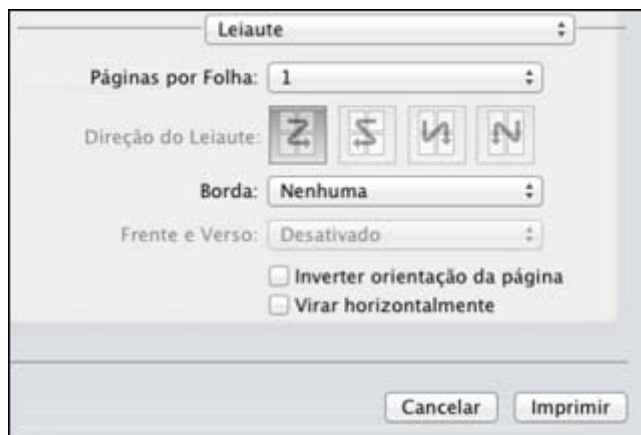 Leiaute
Páginas por Folha: 1
Direção do Leiaute:
Borda: Nenhuma
Frente e Verso: Desativado
Inverter orientação da página
Virar horizontalmente
Cancelar Imprimir